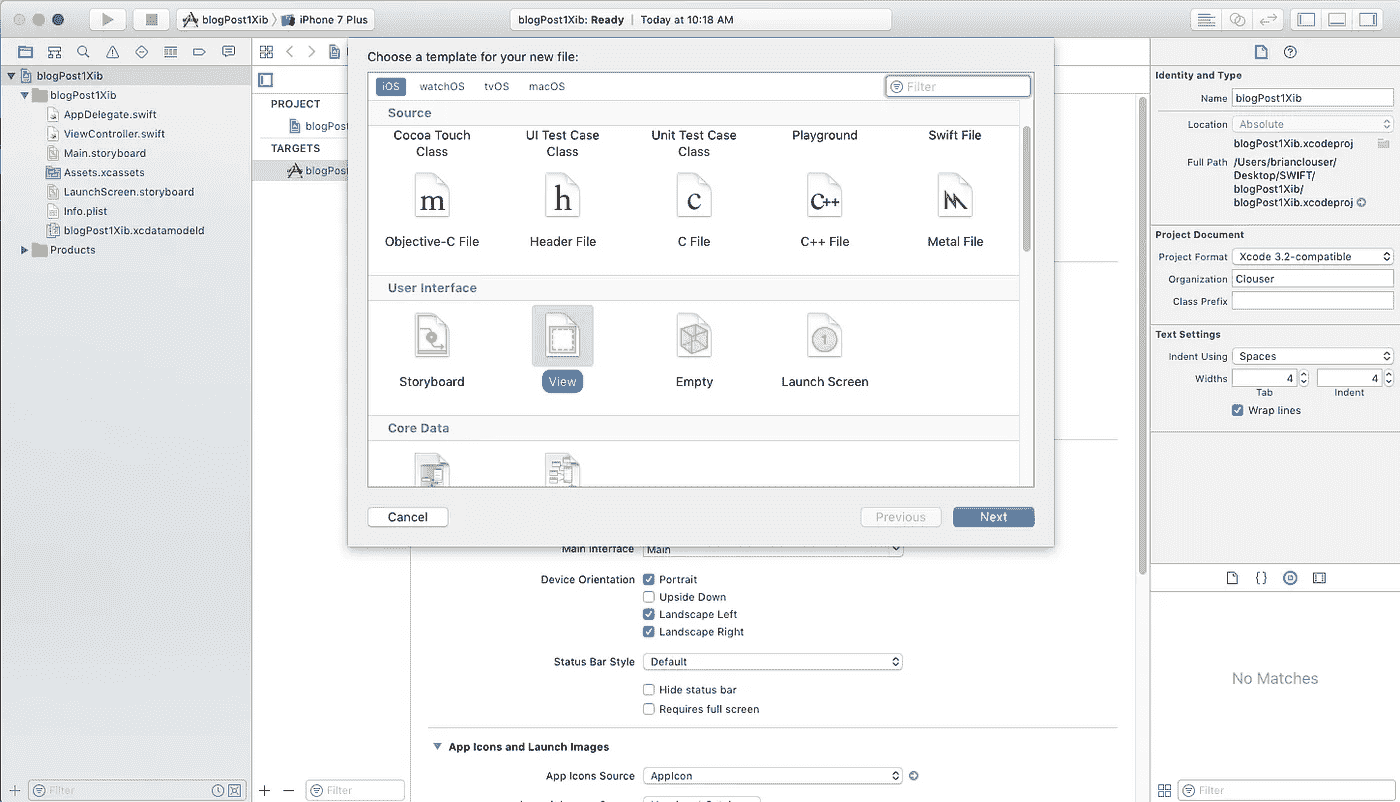 blogPost1Xib
iPhone 7 Plus
blogPost1Xib: Ready | Today at 10:18 AM
blogPost1Xib
blogPost1Xib
AppDelegate.swift
ViewController.swift
Main.storyboard
Assets.xcassets
LaunchScreen.storyboard
Info.plist
blogPost1Xib.xcdatamodeld
Products
Filter
PROJECT
blogPost
TARGETS
blogPost
Filter
Choose a template for your new file:
iOS watchOS tvOS macOS
Filter
Source
Cocoa Touch
Class
UI Test Case
Class
Unit Test Case
Class
Playground
Swift File
m
h
c
C++
Objective-C File
Header File
C File
C++ File
Metal File
User Interface
1
Storyboard
View
Empty
Launch Screen
Core Data
Cancel
Previous
Next
Main Interface Main
Device Orientation Portrait
Upside Down
Landscape Left
Landscape Right
Status Bar Style Default
Hide status bar
Requires full screen
App Icons and Launch Images
App Icons Source AppIcon
Identity and Type
Name blogPost1Xib
Location Absolute
blogPost1Xib.xcodeproj
Full Path /Users/brianclouser/
Desktop/SWIFT/
blogPost1Xib/
blogPost1Xib.xcodeproj
Project Document
Project Format Xcode 3.2-compatible
Organization Clouser
Class Prefix
Text Settings
Indent Using Spaces
Widths 4 4
Tab Indent
Wrap lines
{}
No Matches
Filter